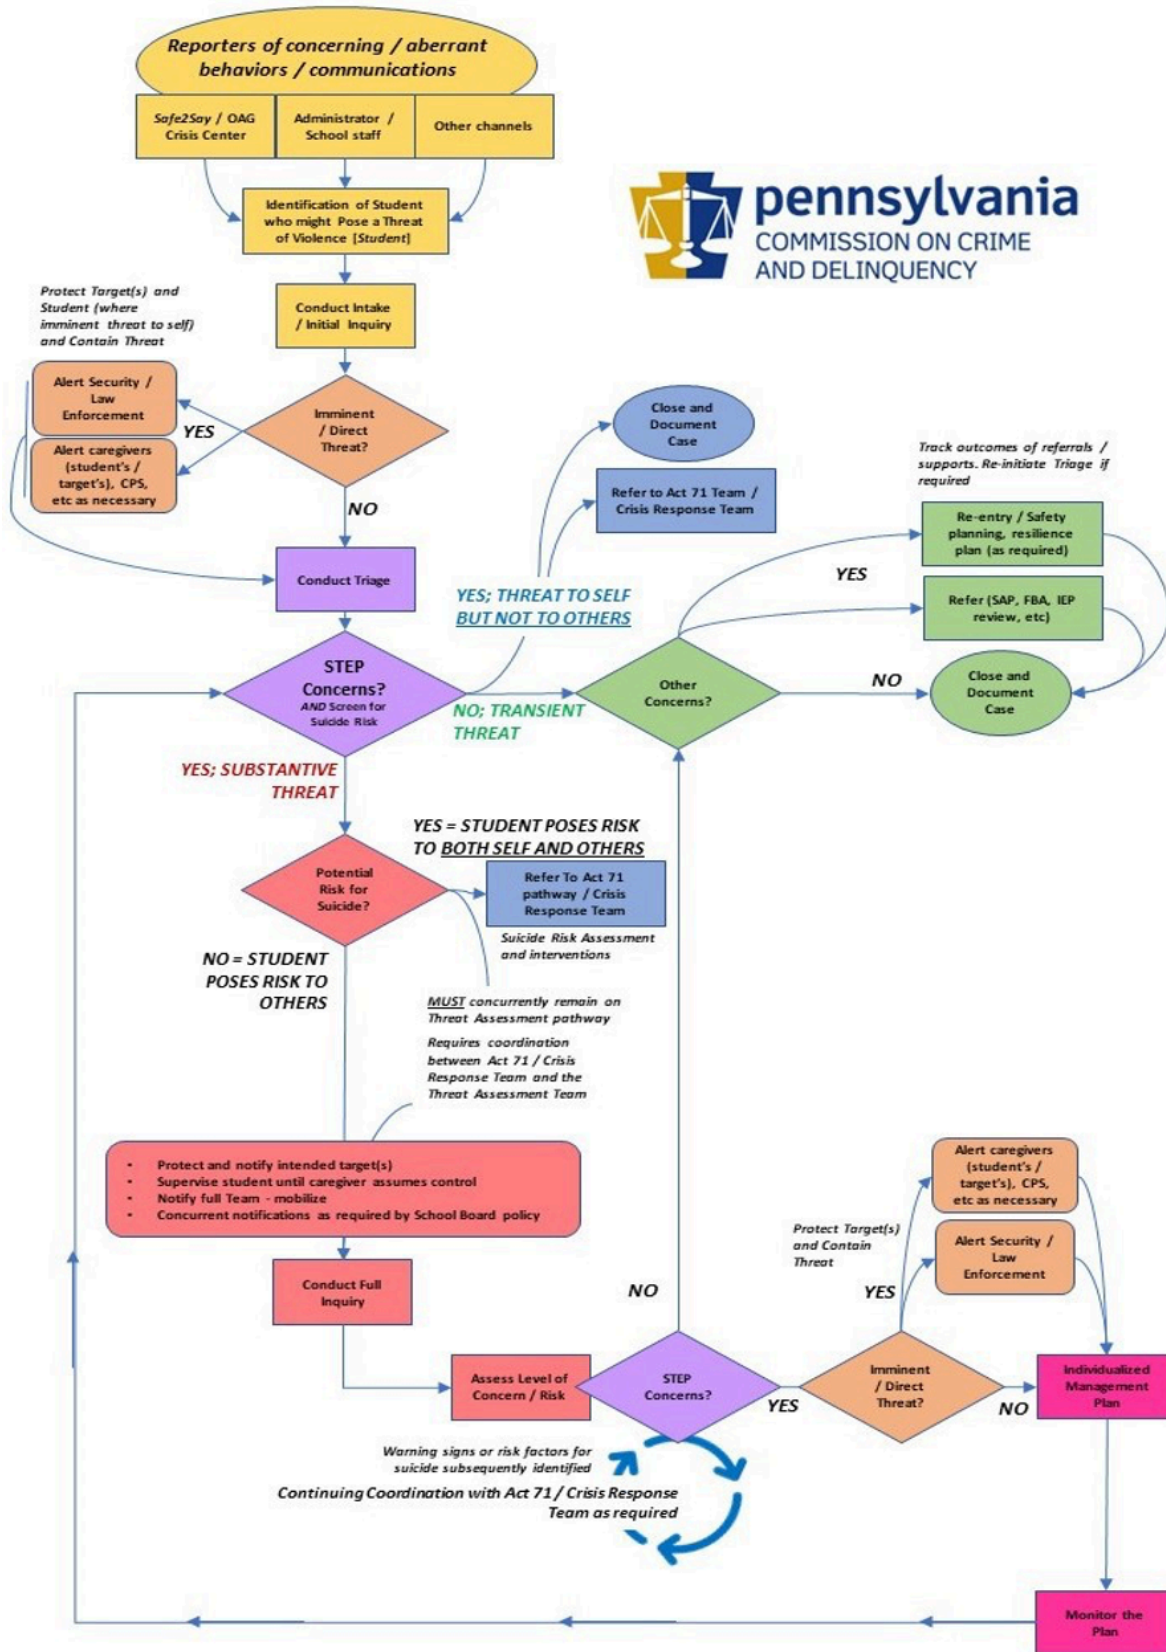 Reporters of concerning / aberrant
behaviors / communications
Safe2Say / OAG
Crisis Center
Administrator /
School staff
Other channels
Identification of Student
who might Pose a Threat
of Violence [Student]
pennsylvania
COMMISSION ON CRIME
AND DELINQUENCY
Conduct Intake
/ Initial Inquiry
Protect Target(s) and
Student (where
imminent threat to self)
and Contain Threat
Alert Security /
Law
Enforcement
YES
Alert caregivers
(student's /
target's), CPS,
etc as necessary
Imminent
/ Direct
Threat?
NO
Close and
Document
Case
Refer to Act 71 Team /
Crisis Response Team
Track outcomes of referrals /
supports. Re-initiate Triage if
required
Re-entry / Safety
planning, resilience
plan (as required)
YES
Refer (SAP, FBA, IEP
review, etc)
Conduct Triage
YES; THREAT TO SELF
BUT NOT TO OTHERS
STEP
Concerns?
AND Screen for
Suicide Risk
NO; TRANSIENT
THREAT
Other
Concerns?
NO
Close and
Document
Case
YES; SUBSTANTIVE
THREAT
YES = STUDENT POSES RISK
TO BOTH SELF AND OTHERS
Potential
Risk for
Suicide?
Refer To Act 71
pathway / Crisis
Response Team
Suicide Risk Assessment
and interventions
NO = STUDENT
POSES RISK TO
OTHERS
MUST concurrently remain on
Threat Assessment pathway
Requires coordination
between Act 71 / Crisis
Response Team and the
Threat Assessment Team
• Protect and notify intended target(s)
• Supervise student until caregiver assumes control
• Notify full Team - mobilize
• Concurrent notifications as required by School Board policy
Conduct Full
Inquiry
Assess Level of
Concern / Risk
NO
STEP
Concerns?
YES
Protect Target(s)
and Contain
Threat
YES
Alert caregivers
(student's /
target's), CPS,
etc as necessary
Alert Security /
Law
Enforcement
Imminent
/ Direct
Threat?
NO
Individualized
Management
Plan
Warning signs or risk factors for
suicide subsequently identified
Continuing Coordination with Act 71 / Crisis Response
Team as required
Monitor the
Plan